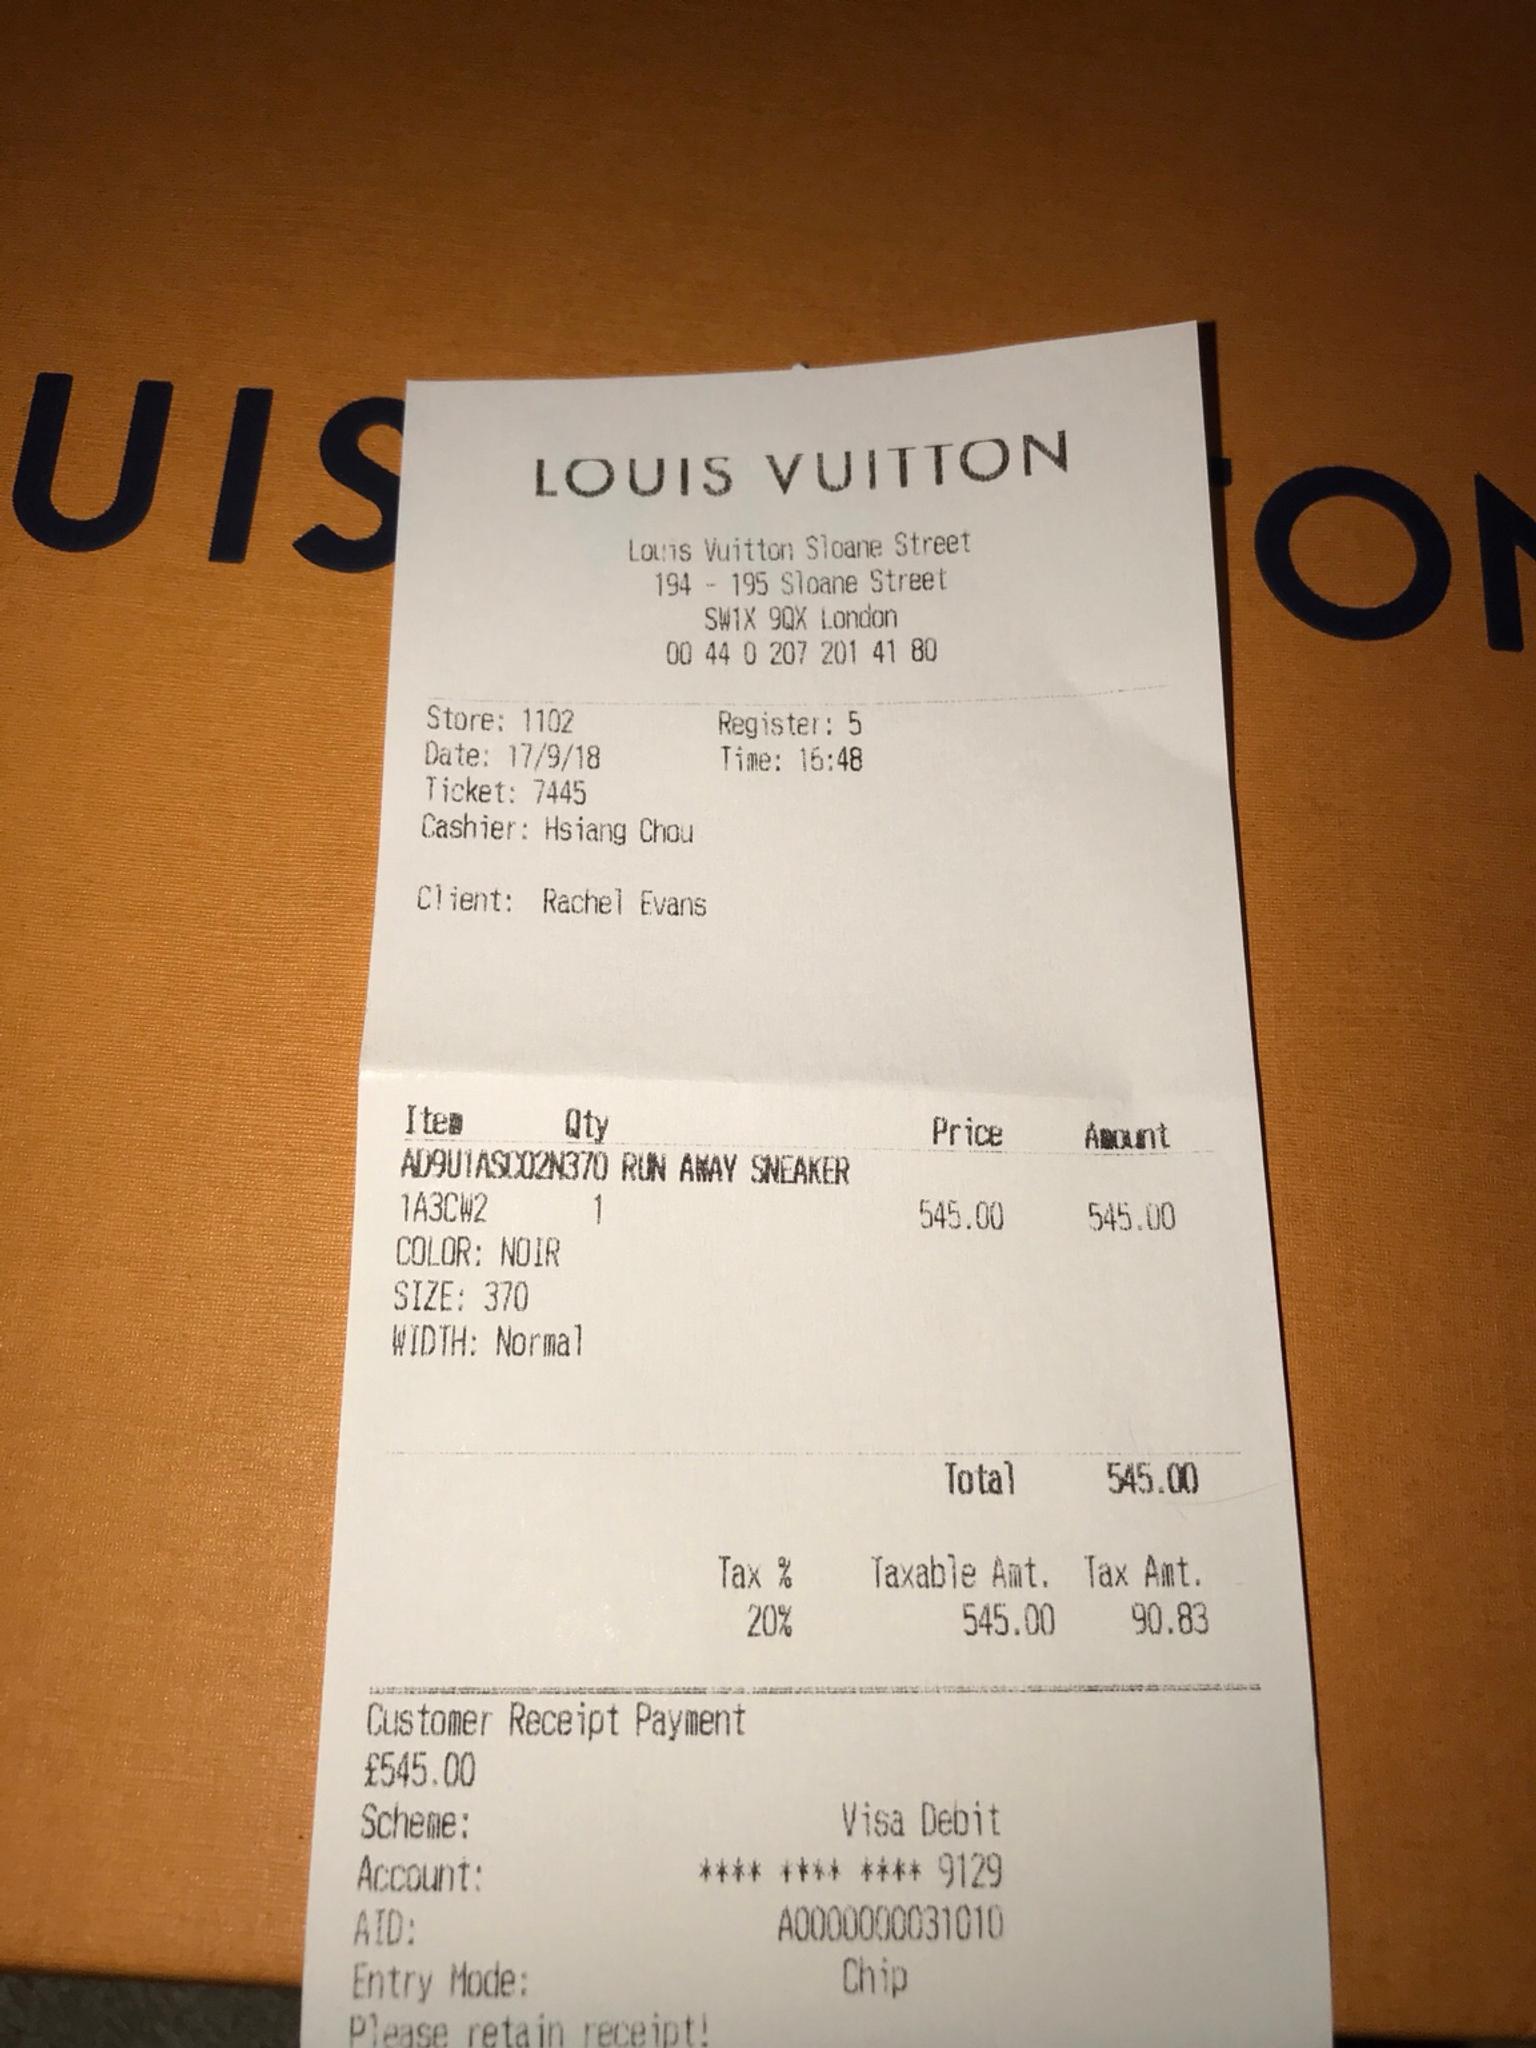 UIS TON
LOUIS VUITTON
Louis Vuitton Sloane Street
194 - 195 Sloane Street
SW1X 9QX London
00 44 0 207 201 41 80
Store: 1102 Register: 5
Date: 17/9/18 Time: 16:48
Ticket: 7445
Cashier: Hsiang Chou
Client: Rachel Evans
Item Qty Price Amount
AD9U1ASC02N370 RUN AWAY SNEAKER
1A3CW2 1 545.00 545.00
COLOR: NOIR
SIZE: 370
WIDTH: Normal
Total 545.00
Tax % Taxable Amt. Tax Amt.
20% 545.00 90.83
Customer Receipt Payment
£545.00
Scheme: Visa Debit
Account: **** **** **** 9129
AID: A0000000031010
Entry Mode: Chip
Please retain receipt!